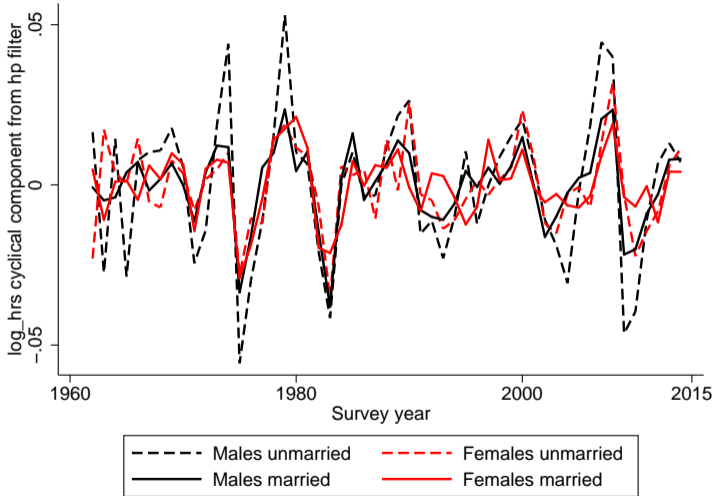 log_hrs cyclical component from hp filter
.05
0
-.05
1960
1980
2000
2015
Survey year
Males unmarried
Females unmarried
Males married
Females married